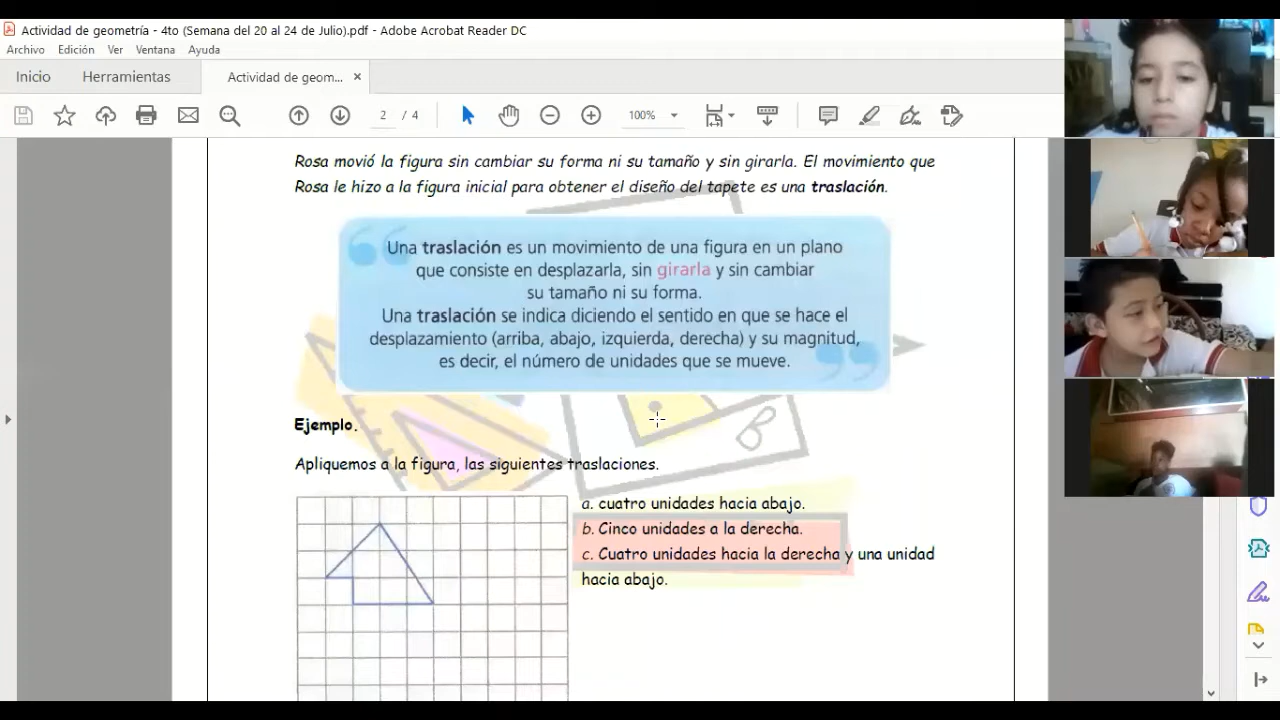 Actividad de geometría - 4to (Semana del 20 al 24 de Julio).pdf - Adobe Acrobat Reader DC
Archivo Edición Ver Ventana Ayuda
Inicio Herramientas Actividad de geom... ×
2 / 4 100%
Rosa movió la figura sin cambiar su forma ni su tamaño y sin girarla. El movimiento que
Rosa le hizo a la figura inicial para obtener el diseño del tapete es una traslación.
Una traslación es un movimiento de una figura en un plano
que consiste en desplazarla, sin girarla y sin cambiar
su tamaño ni su forma.
Una traslación se indica diciendo el sentido en que se hace el
desplazamiento (arriba, abajo, izquierda, derecha) y su magnitud,
es decir, el número de unidades que se mueve.
Ejemplo.
Apliquemos a la figura, las siguientes traslaciones.
a. cuatro unidades hacia abajo.
b. Cinco unidades a la derecha.
c. Cuatro unidades hacia la derecha y una unidad
hacia abajo.